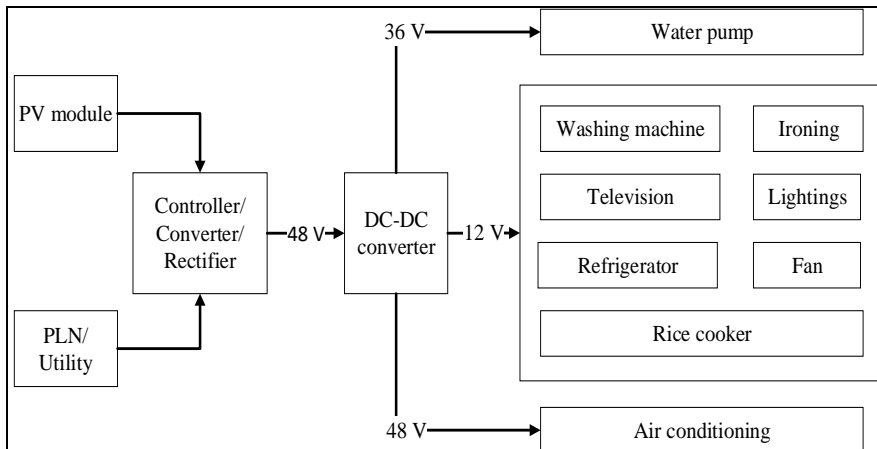 36 V
Water pump
PV module
Washing machine
Ironing
Television
Lightings
Controller/
Converter/
Rectifier
48 V
DC-DC
converter
12 V
Refrigerator
Fan
PLN/
Utility
Rice cooker
48 V
Air conditioning